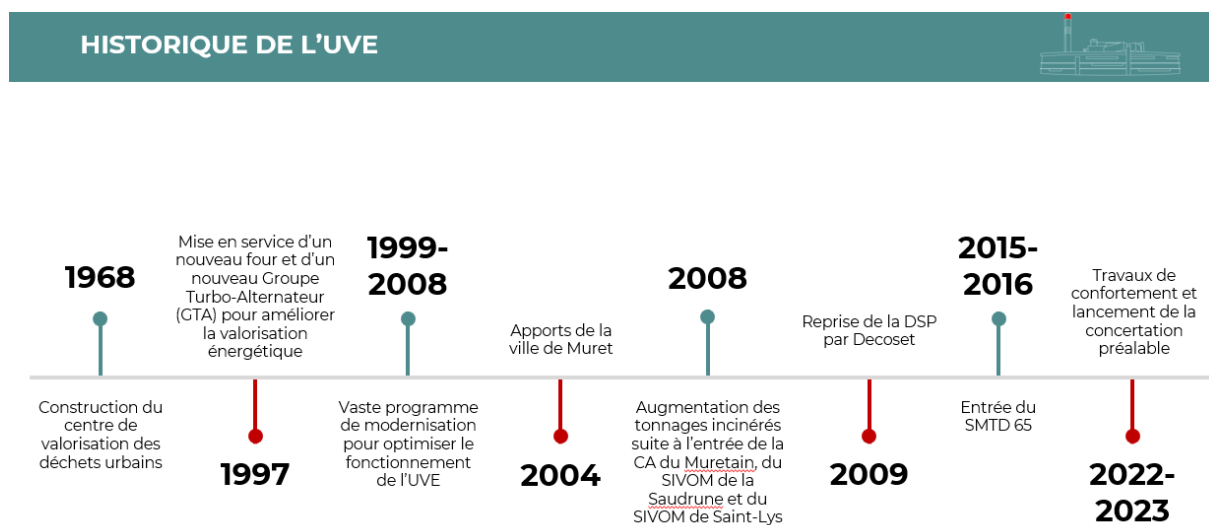 HISTORIQUE DE L’UVE
1968
Construction du
centre de
valorisation des
déchets urbains
Mise en service d’un
nouveau four et d’un
nouveau Groupe
Turbo-Alternateur
(GTA) pour améliorer
la valorisation
énergétique
1997
1999-
2008
Vaste programme
de modernisation
pour optimiser le
fonctionnement
de l’UVE
Apports de la
ville de Muret
2004
2008
Augmentation des
tonnages incinérés
suite à l’entrée de la
CA du Muretain, du
SIVOM de la
Saudrune et du
SIVOM de Saint-Lys
Reprise de la DSP
par Decoset
2009
2015-
2016
Entrée du
SMTD 65
Travaux de
confortement et
lancement de la
concertation
préalable
2022-
2023